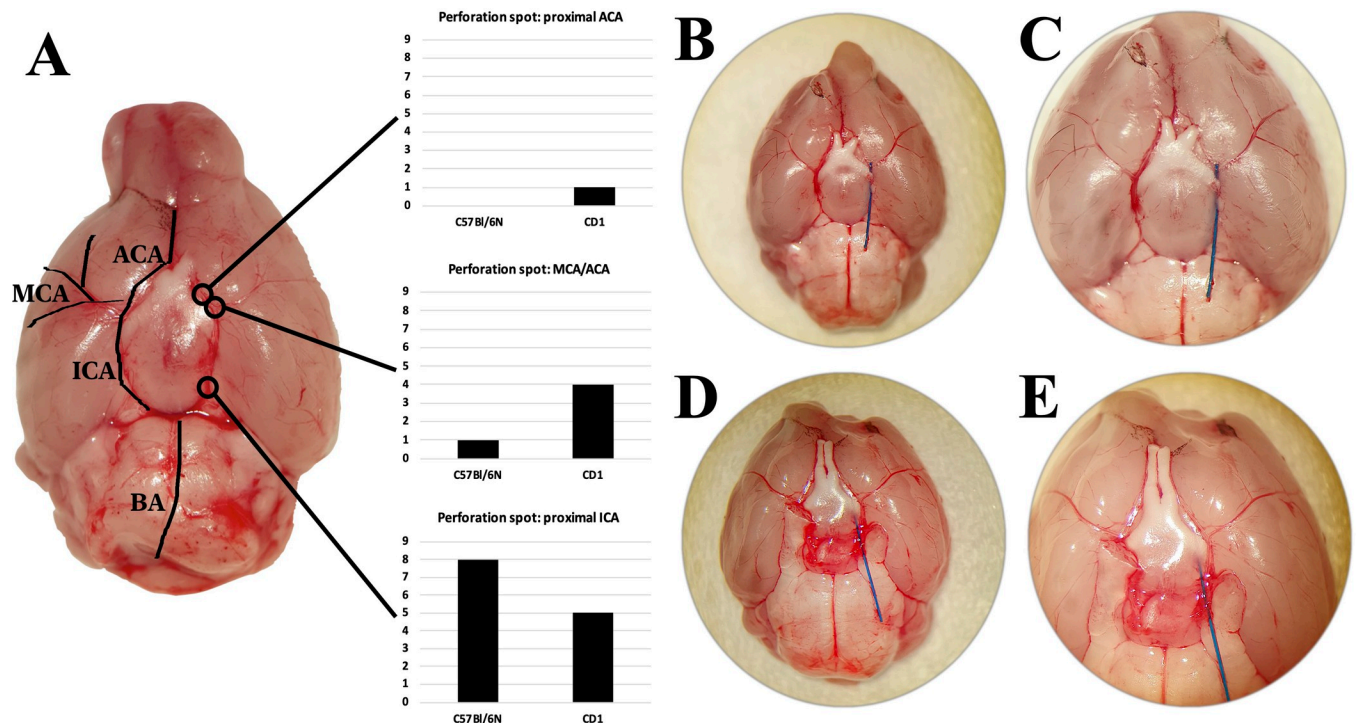 A
ACA
MCA
ICA
BA
Perforation spot: proximal ACA
9
8
7
6
5
4
3
2
1
0
C57Bl/6N
CD1
Perforation spot: MCA/ACA
9
8
7
6
5
4
3
2
1
0
C57Bl/6N
CD1
Perforation spot: proximal ICA
9
8
7
6
5
4
3
2
1
0
C57Bl/6N
CD1
B
C
D
E